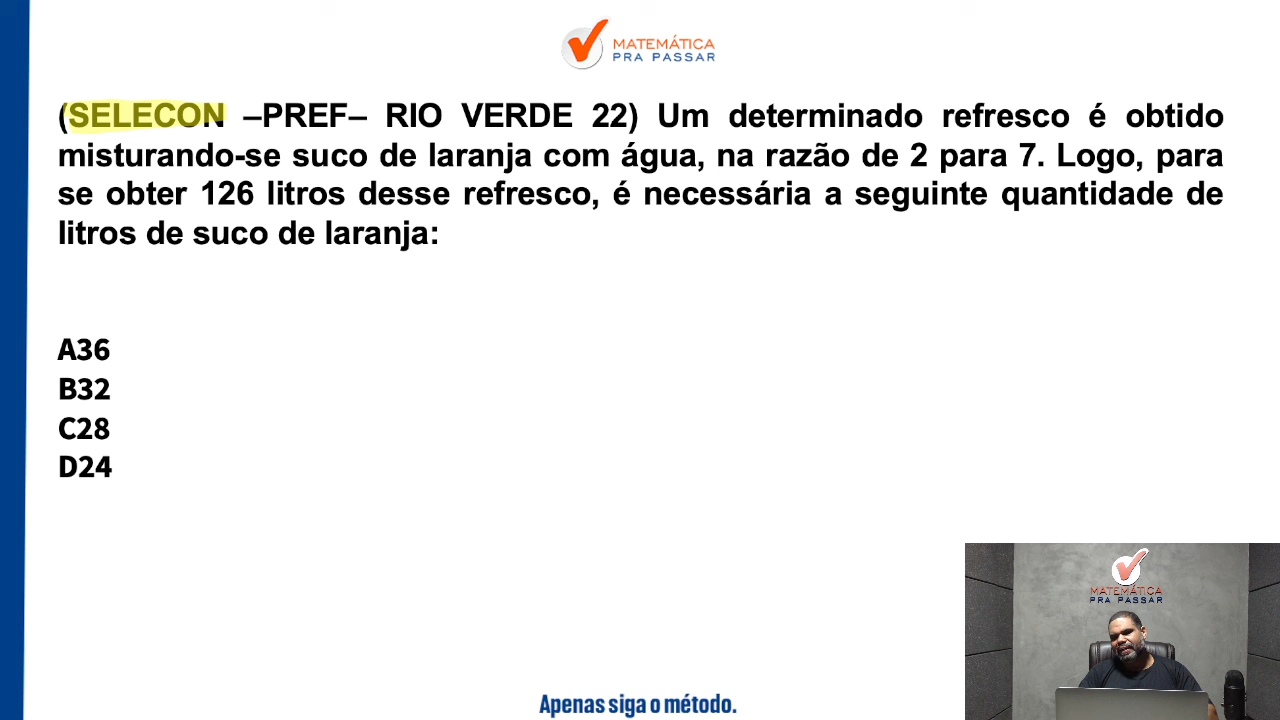 MATEMÁTICA
PRA PASSAR
(SELECON –PREF– RIO VERDE 22) Um determinado refresco é obtido
misturando-se suco de laranja com água, na razão de 2 para 7. Logo, para
se obter 126 litros desse refresco, é necessária a seguinte quantidade de
litros de suco de laranja:
A36
B32
C28
D24
MATEMÁTICA
PRA PASSAR
Apenas siga o método.